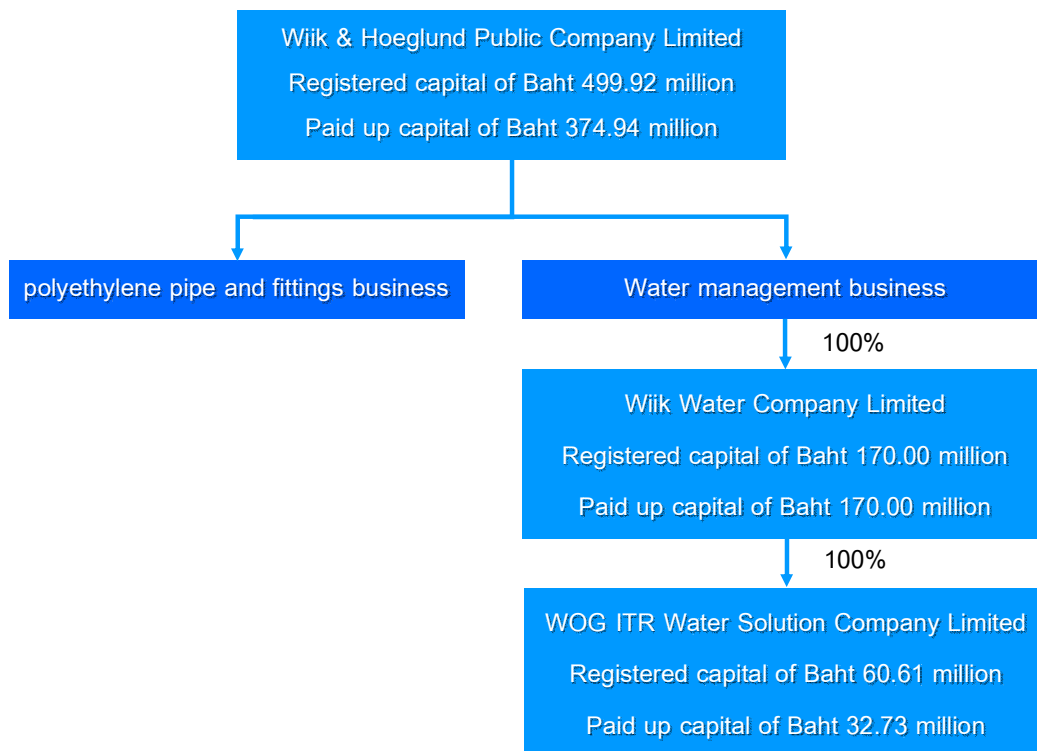 Wiik & Hoeglund Public Company Limited
Registered capital of Baht 499.92 million
Paid up capital of Baht 374.94 million
polyethylene pipe and fittings business
Water management business
100%
Wiik Water Company Limited
Registered capital of Baht 170.00 million
Paid up capital of Baht 170.00 million
100%
WOG ITR Water Solution Company Limited
Registered capital of Baht 60.61 million
Paid up capital of Baht 32.73 million